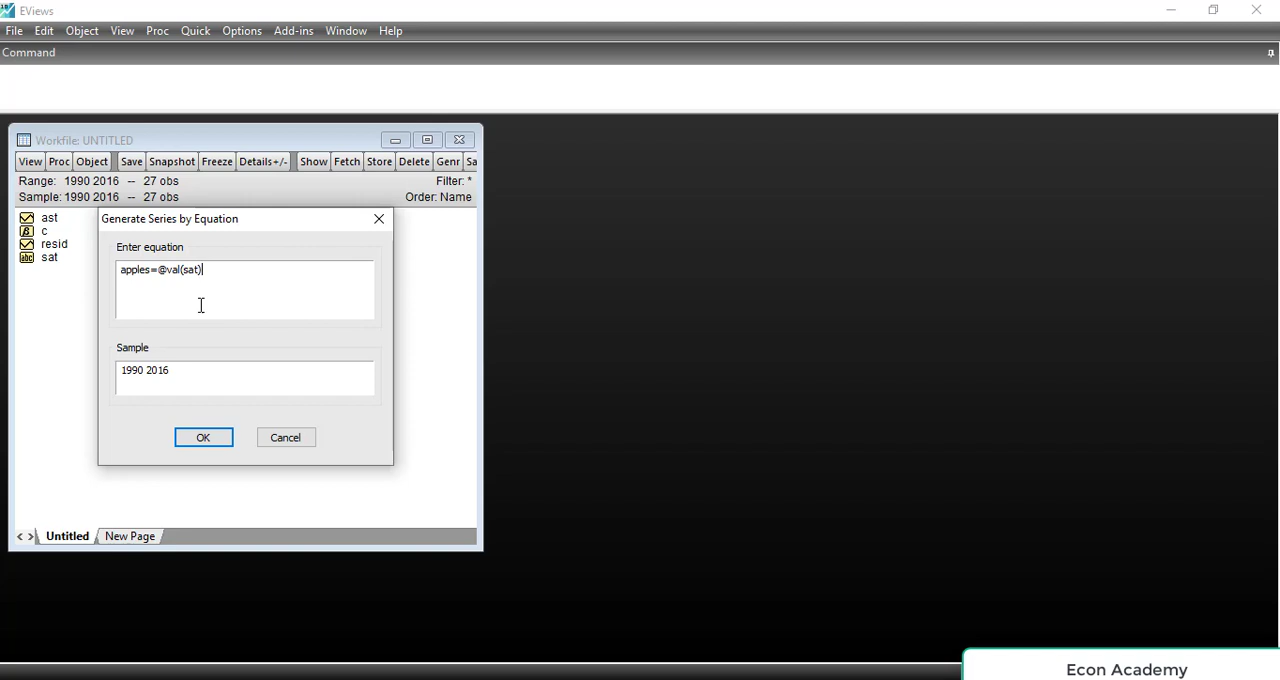 EViews
File Edit Object View Proc Quick Options Add-ins Window Help
Command
Workfile: UNTITLED
View Proc Object Save Snapshot Freeze Details+/- Show Fetch Store Delete Genr Sa
Range: 1990 2016 -- 27 obs Filter: *
Sample: 1990 2016 -- 27 obs Order: Name
ast
c
resid
sat
Generate Series by Equation
Enter equation
apples=@val(sat)
Sample
1990 2016
OK Cancel
Untitled New Page
Econ Academy